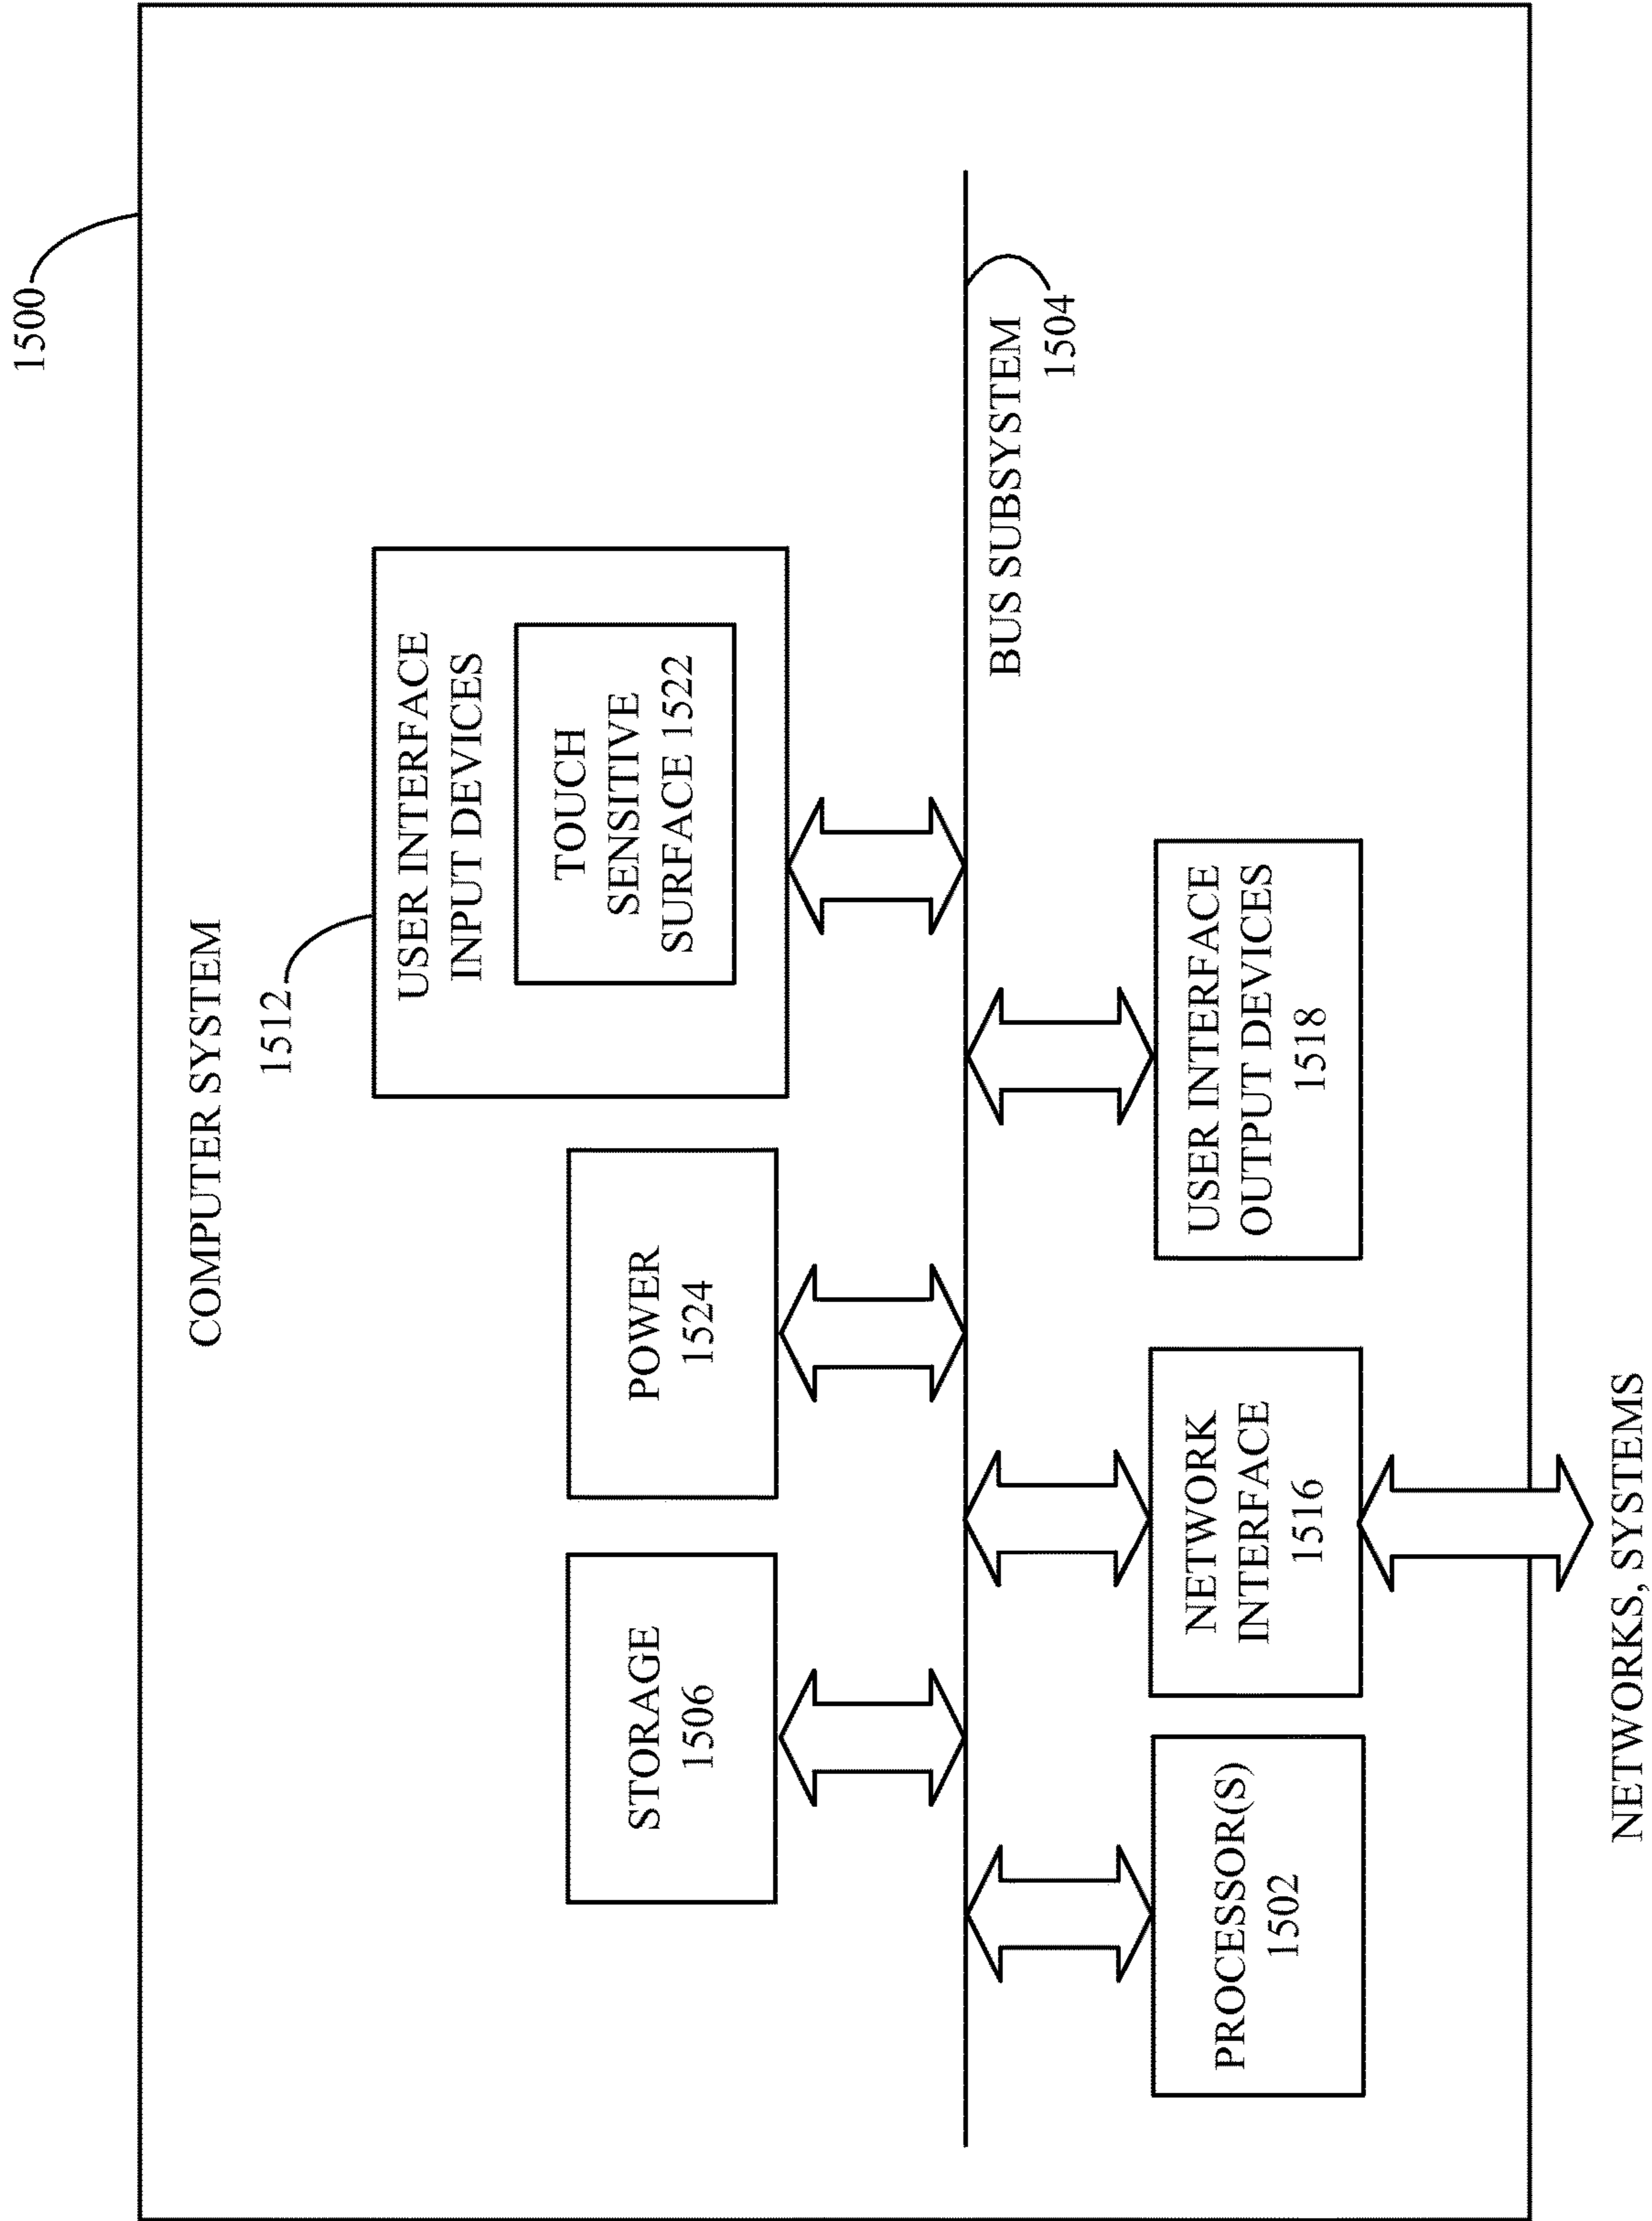 1500
COMPUTER SYSTEM
1512
USER INTERFACE
INPUT DEVICES
TOUCH
SENSITIVE
SURFACE 1522
STORAGE
1506
POWER
1524
BUS SUBSYSTEM
1504
PROCESSOR(S)
1502
NETWORK
INTERFACE
1516
USER INTERFACE
OUTPUT DEVICES
1518
NETWORKS, SYSTEMS